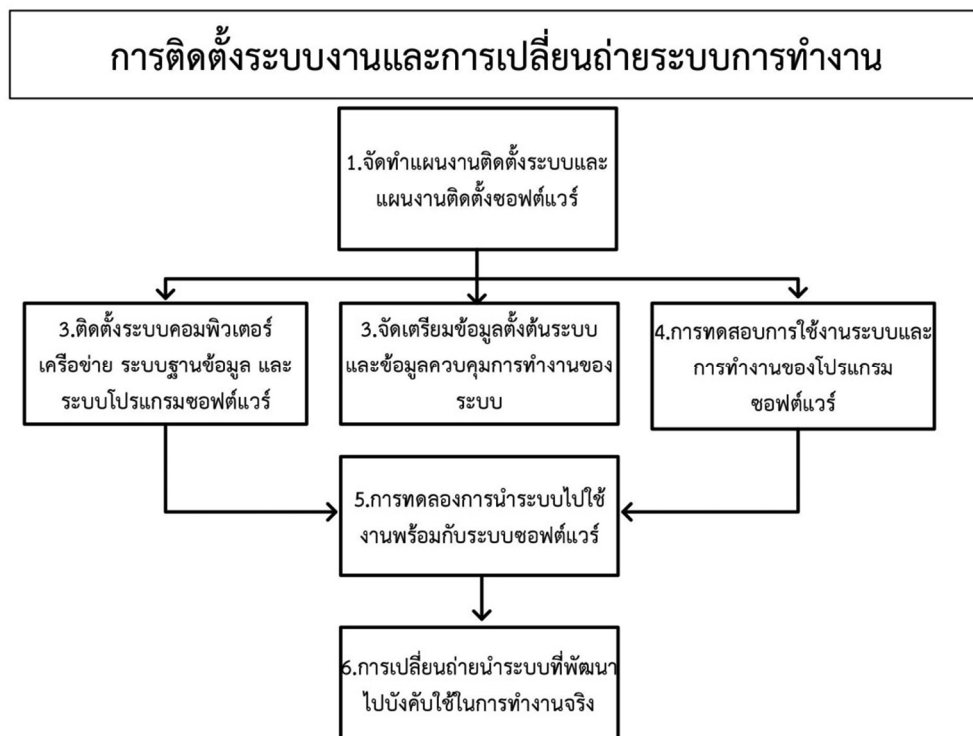 การติดตั้งระบบงานและการเปลี่ยนถ่ายระบบการทำงาน
1.จัดทำแผนงานติดตั้งระบบและ
แผนงานติดตั้งซอฟต์แวร์
3.ติดตั้งระบบคอมพิวเตอร์
เครือข่าย ระบบฐานข้อมูล และ
ระบบโปรแกรมซอฟต์แวร์
3.จัดเตรียมข้อมูลตั้งต้นระบบ
และข้อมูลควบคุมการทำงานของ
ระบบ
4.การทดสอบการใช้งานระบบและ
การทำงานของโปรแกรม
ซอฟต์แวร์
5.การทดลองการนำระบบไปใช้
งานพร้อมกับระบบซอฟต์แวร์
6.การเปลี่ยนถ่ายนำระบบที่พัฒนา
ไปบังคับใช้ในการทำงานจริง